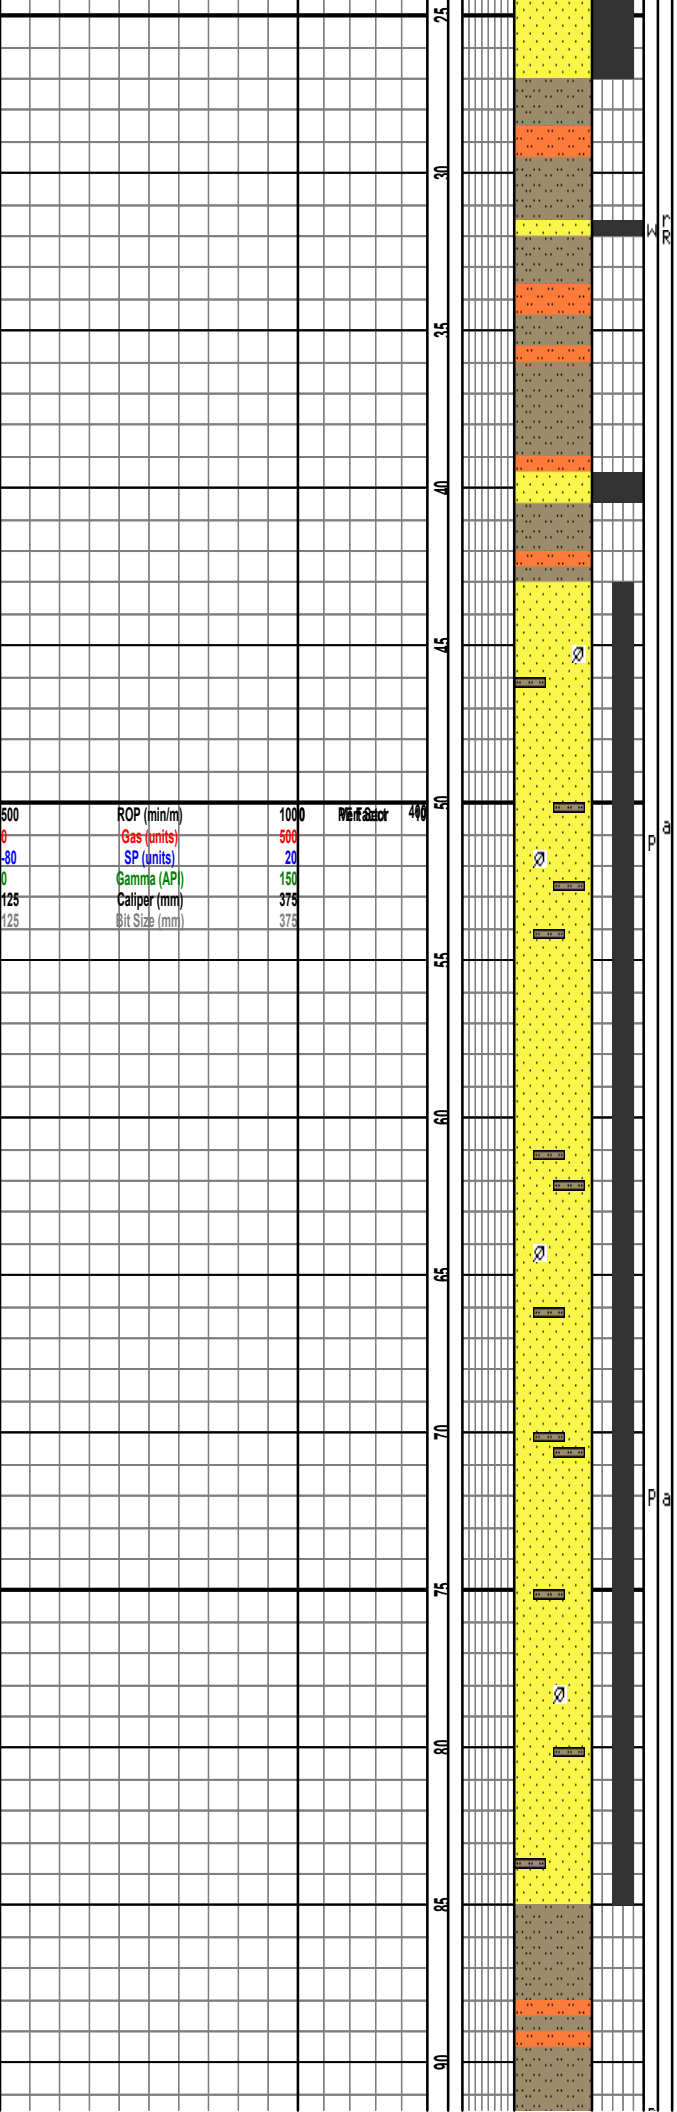 25
30
r
W R
35
40
45
50
500 ROP (min/m) 1000
0 Gas (units) 500
-80 SP (units) 20
0 Gamma (API) 150
125 Caliper (mm) 375
125 Bit Size (mm) 375
P a
55
60
65
70
P a
75
80
85
90